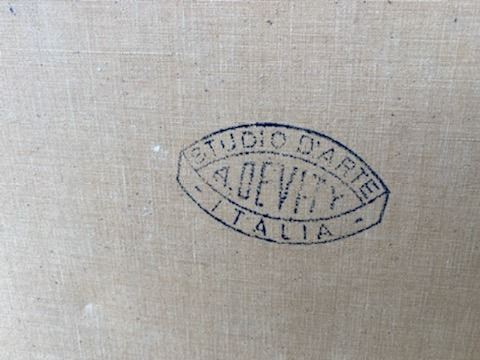 STUDIO D'ARTE
A. DEVITY
- ITALIA -